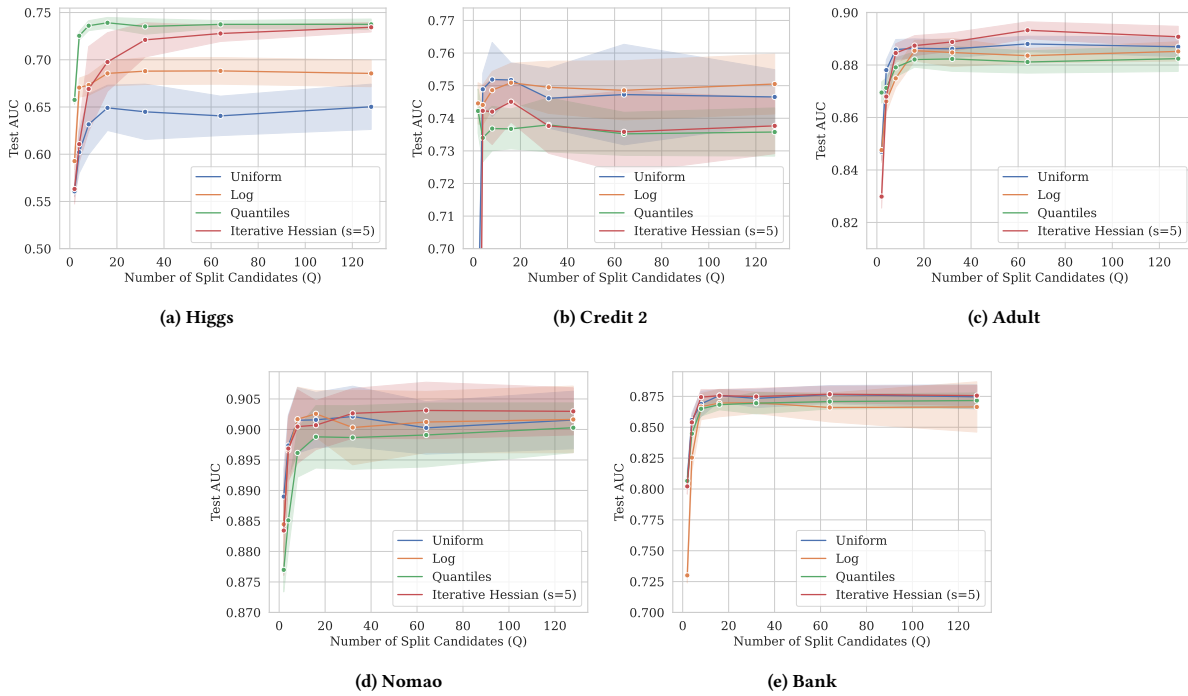 0.75
0.70
0.65
0.60
0.55
0.50
Test AUC
0 20 40 60 80 100 120
Number of Split Candidates (Q)
Uniform
Log
Quantiles
Iterative Hessian (s=5)
(a) Higgs
0.77
0.76
0.75
0.74
0.73
0.72
0.71
0.70
Test AUC
0 20 40 60 80 100 120
Number of Split Candidates (Q)
Uniform
Log
Quantiles
Iterative Hessian (s=5)
(b) Credit 2
0.90
0.88
0.86
0.84
0.82
Test AUC
0 20 40 60 80 100 120
Number of Split Candidates (Q)
Uniform
Log
Quantiles
Iterative Hessian (s=5)
(c) Adult
0.905
0.900
0.895
0.890
0.885
0.880
0.875
0.870
Test AUC
0 20 40 60 80 100 120
Number of Split Candidates (Q)
Uniform
Log
Quantiles
Iterative Hessian (s=5)
(d) Nomao
0.875
0.850
0.825
0.800
0.775
0.750
0.725
0.700
Test AUC
0 20 40 60 80 100 120
Number of Split Candidates (Q)
Uniform
Log
Quantiles
Iterative Hessian (s=5)
(e) Bank